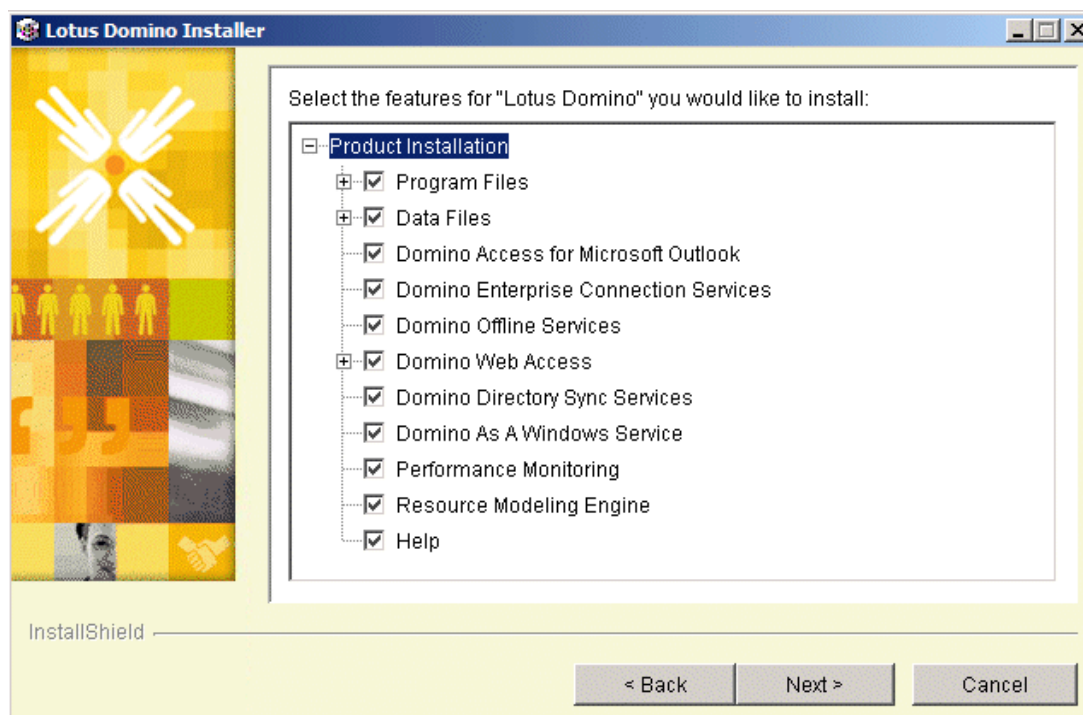 Lotus Domino Installer
Select the features for "Lotus Domino" you would like to install:
Product Installation
Program Files
Data Files
Domino Access for Microsoft Outlook
Domino Enterprise Connection Services
Domino Offline Services
Domino Web Access
Domino Directory Sync Services
Domino As A Windows Service
Performance Monitoring
Resource Modeling Engine
Help
InstallShield
< Back Next > Cancel